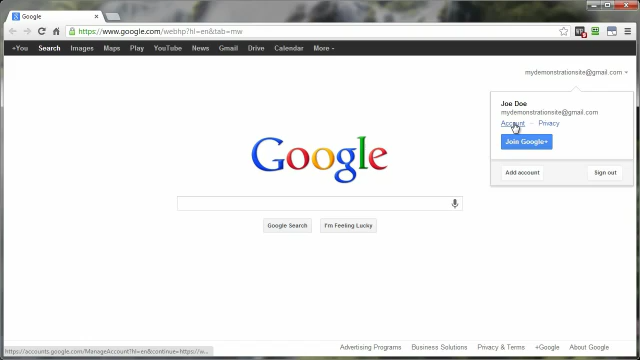 Google
https://www.google.com/webhp?hl=en&tab=mw
+You Search Images Maps Play YouTube News Gmail Drive Calendar More
mydemonstrationsite@gmail.com
Joe Doe
mydemonstrationsite@gmail.com
Account – Privacy
Join Google+
Add account Sign out
Google
Google Search I'm Feeling Lucky
Advertising Programs Business Solutions Privacy & Terms +Google About Google
https://accounts.google.com/ManageAccount?hl=en&continue=https://w...